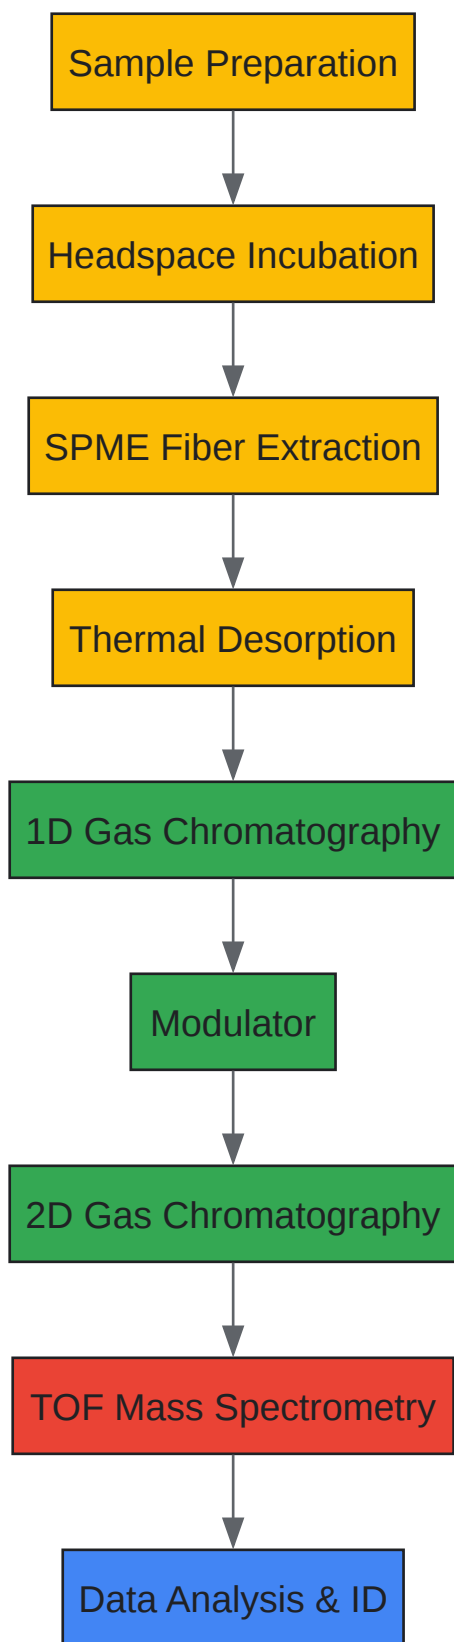 Sample Preparation
Headspace Incubation
SPME Fiber Extraction
Thermal Desorption
1D Gas Chromatography
Modulator
2D Gas Chromatography
TOF Mass Spectrometry
Data Analysis & ID